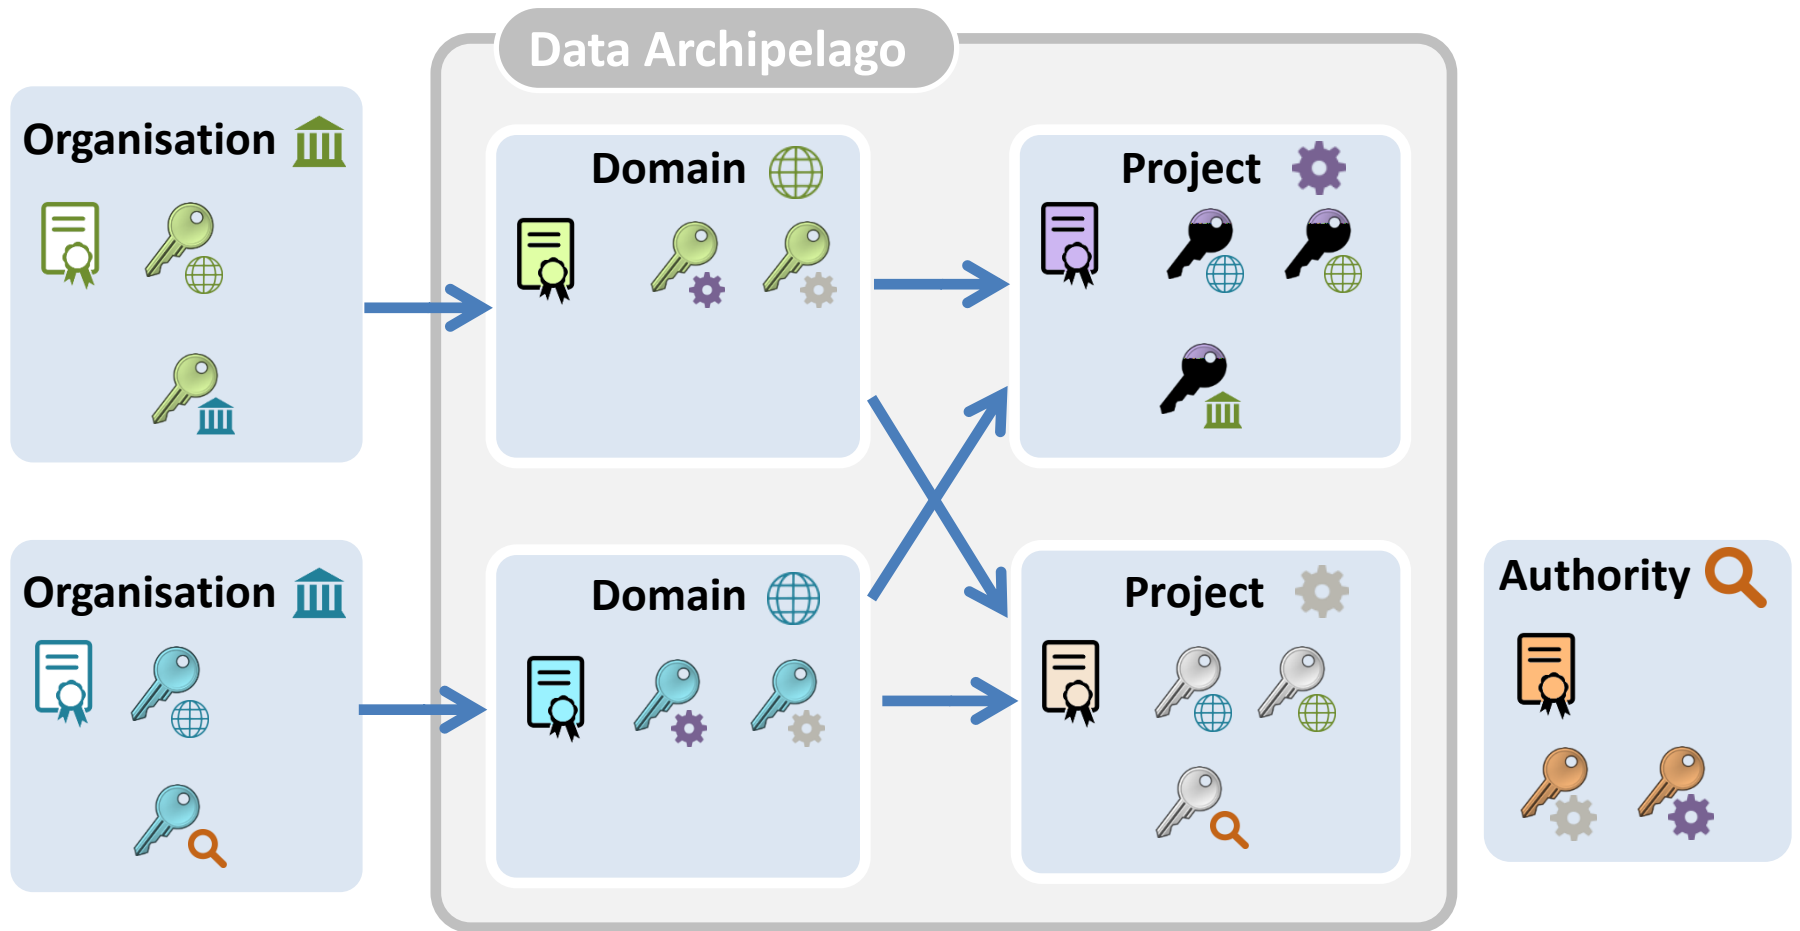 Data Archipelago
Organisation
Domain
Project
Organisation
Domain
Project
Authority